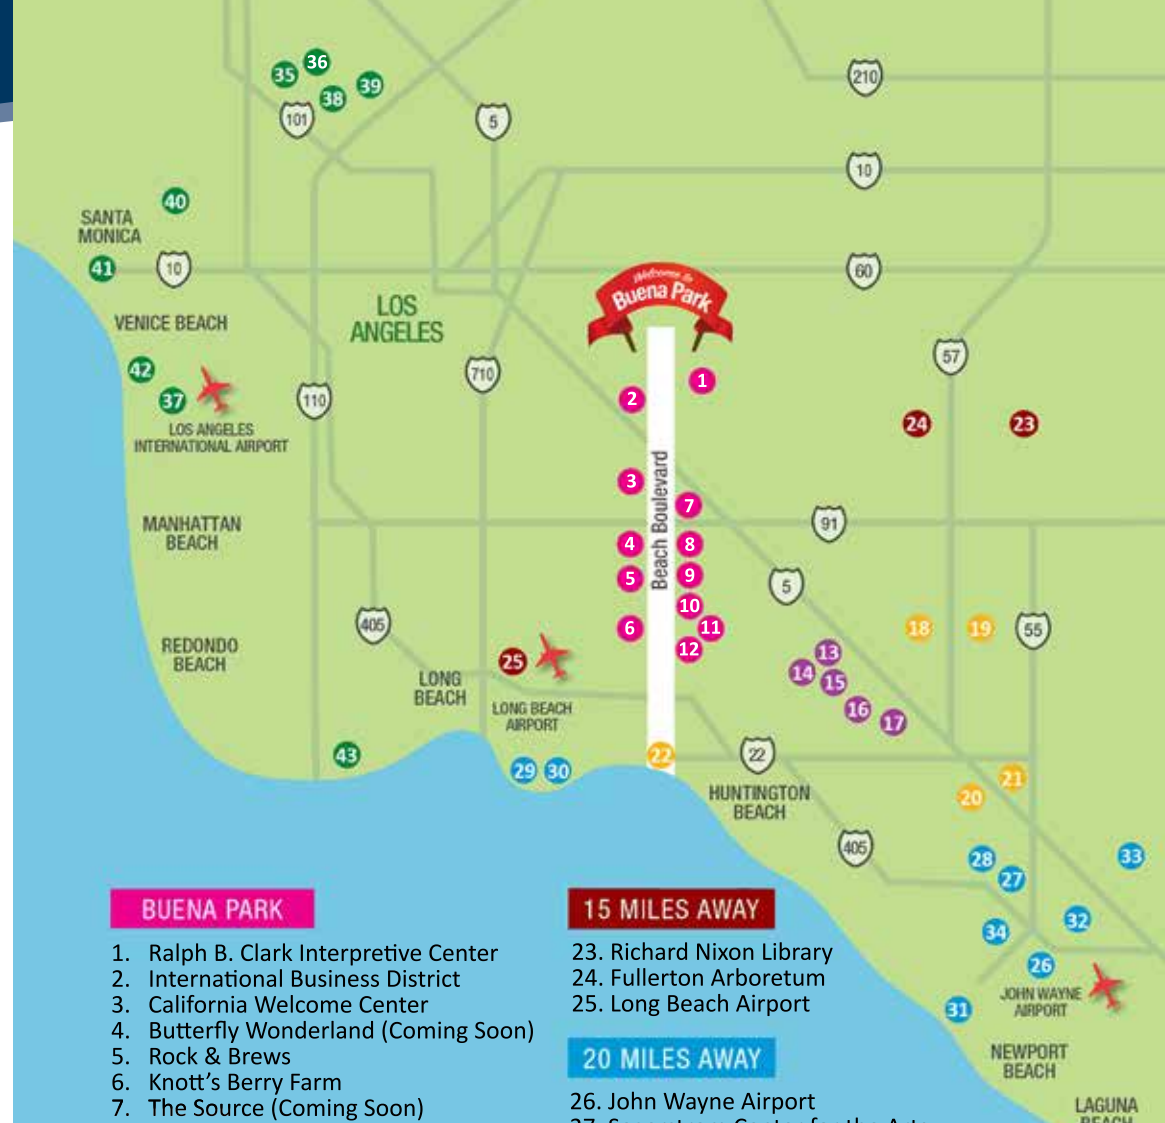 36
35
39
38
210
101
5
10
40
SANTA
MONICA
41
10
60
Welcome to
Buena Park
LOS
ANGELES
VENICE BEACH
57
42
710
1
37
110
2
24
23
LOS ANGELES
INTERNATIONAL AIRPORT
Beach Boulevard
3
7
MANHATTAN
BEACH
91
4
8
5
9
5
10
405
6
11
18
19
55
REDONDO
BEACH
12
13
25
14
15
LONG
BEACH
LONG BEACH
AIRPORT
16
17
43
22
22
29
30
21
20
HUNTINGTON
BEACH
405
28
33
27
32
34
26
JOHN WAYNE
AIRPORT
31
NEWPORT
BEACH
LAGUNA
BEACH
BUENA PARK
1. Ralph B. Clark Interpretive Center
2. International Business District
3. California Welcome Center
4. Butterfly Wonderland (Coming Soon)
5. Rock & Brews
6. Knott's Berry Farm
7. The Source (Coming Soon)
15 MILES AWAY
23. Richard Nixon Library
24. Fullerton Arboretum
25. Long Beach Airport
20 MILES AWAY
26. John Wayne Airport